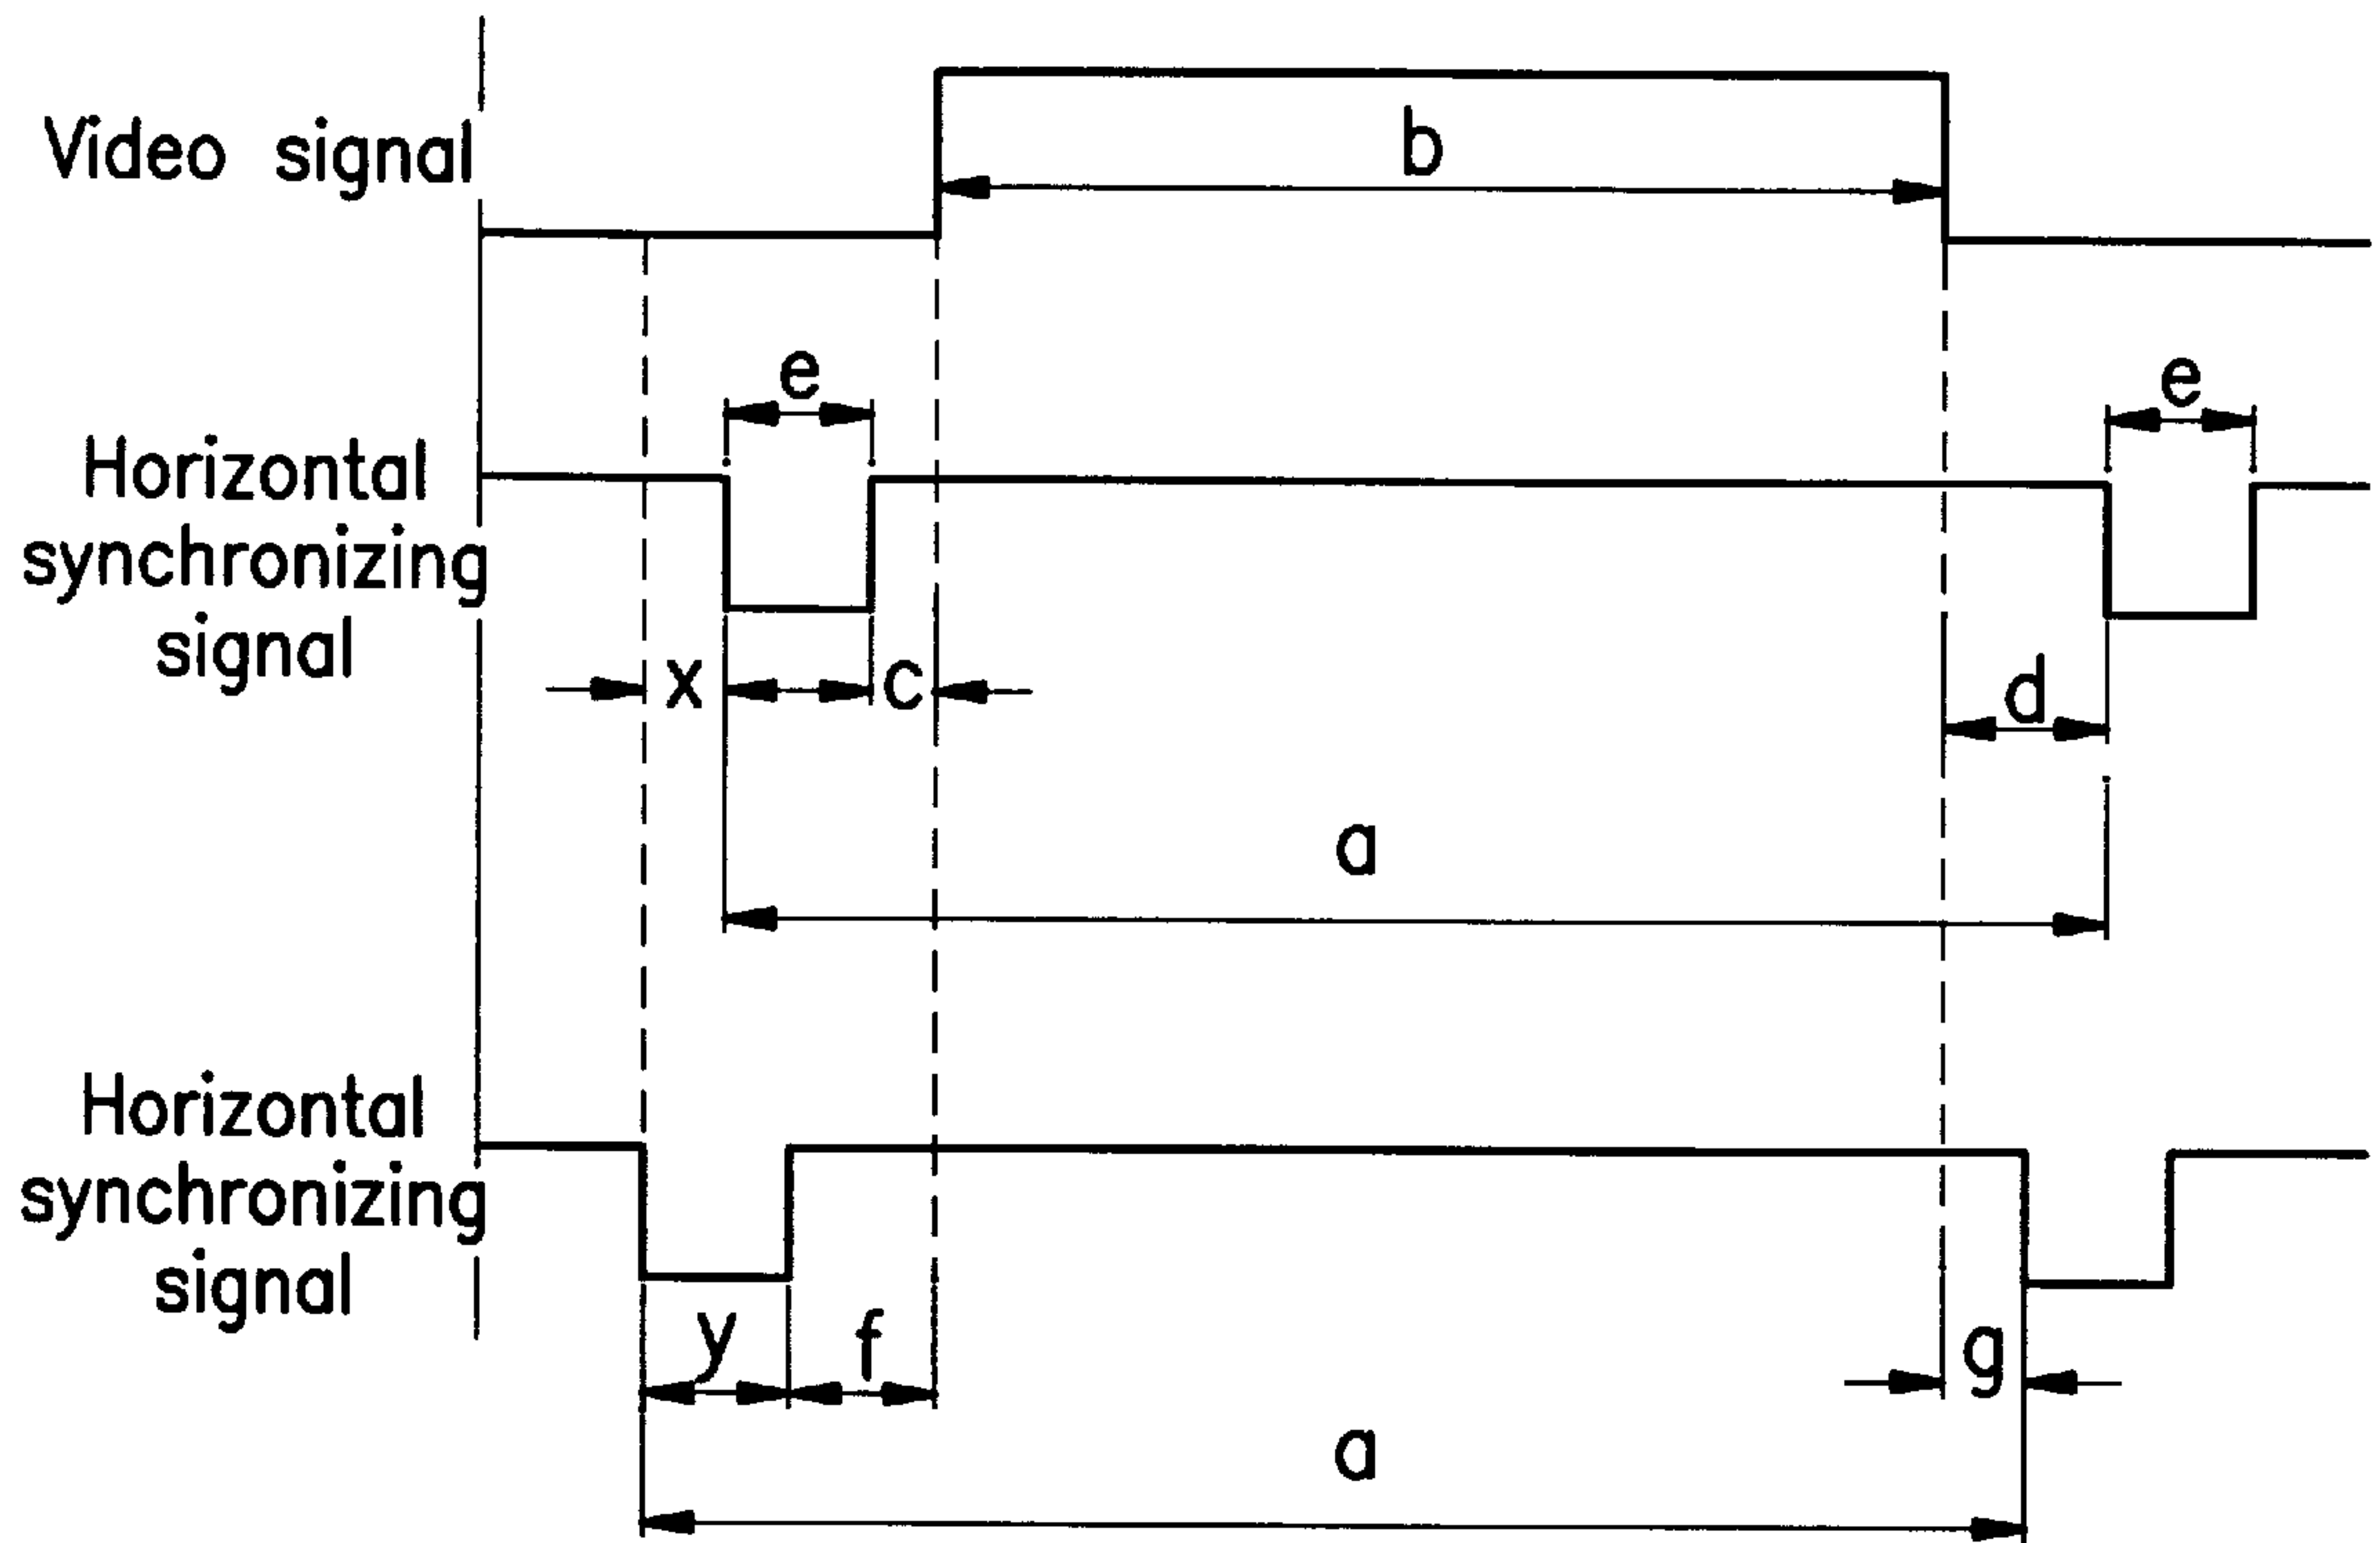 Video signal
b
e
e
Horizontal
synchronizing
signal
x
c
d
a
Horizontal
synchronizing
signal
y
f
g
a